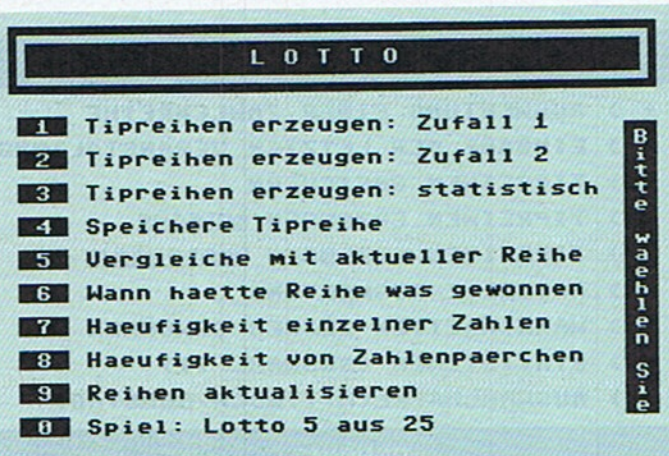 L O T T O
1 Tipreihen erzeugen: Zufall 1
2 Tipreihen erzeugen: Zufall 2
3 Tipreihen erzeugen: statistisch
4 Speichere Tipreihe
5 Vergleiche mit aktueller Reihe
6 Wann haette Reihe was gewonnen
7 Haeufigkeit einzelner Zahlen
8 Haeufigkeit von Zahlenpaerchen
9 Reihen aktualisieren
0 Spiel: Lotto 5 aus 25
Bitte waehlen Sie